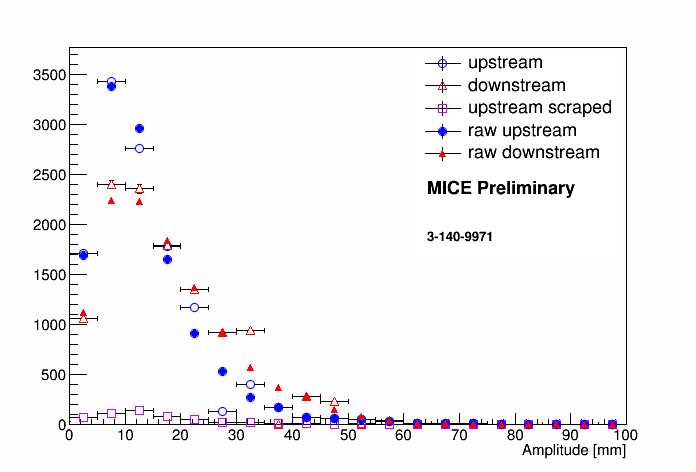 3500
upstream
downstream
3000
upstream scraped
raw upstream
raw downstream
2500
MICE Preliminary
2000
3-140-9971
1500
1000
500
0
0 10 20 30 40 50 60 70 80 90 100
Amplitude [mm]